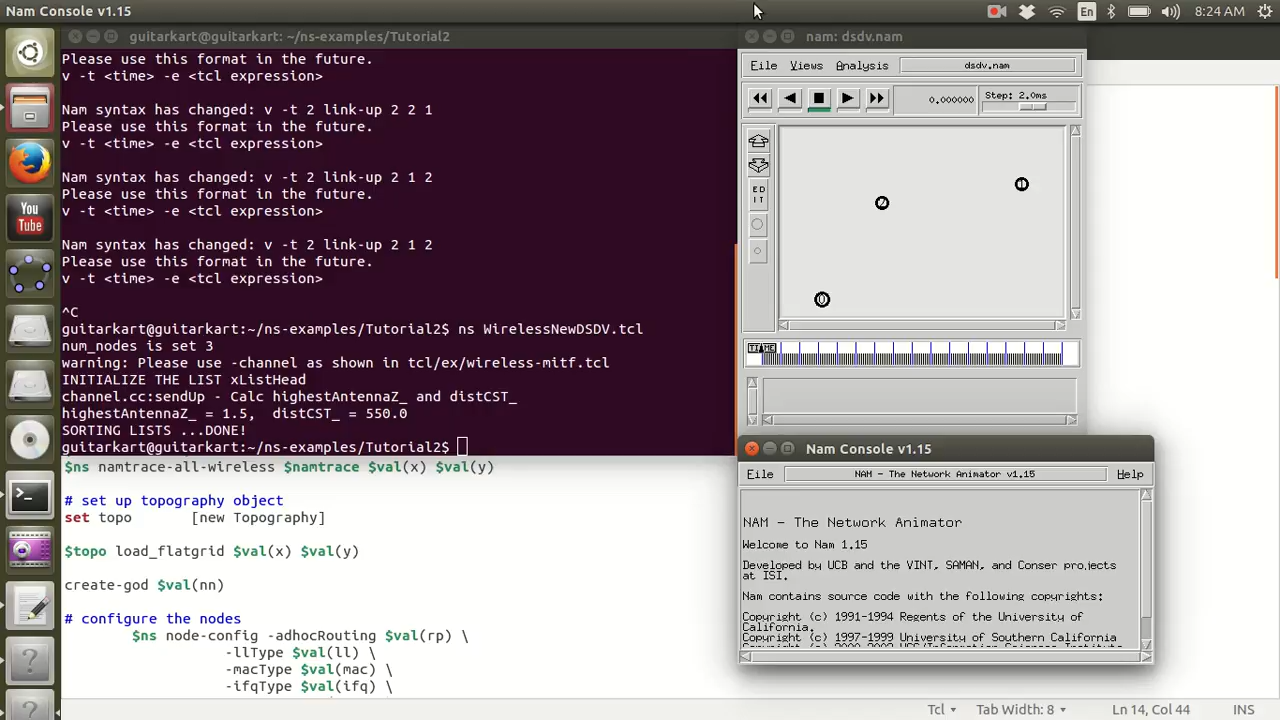 Nam Console v1.15
En
8:24 AM
guitarkart@guitarkart: ~/ns-examples/Tutorial2
Please use this format in the future.
v -t <time> -e <tcl expression>
Nam syntax has changed: v -t 2 link-up 2 2 1
Please use this format in the future.
v -t <time> -e <tcl expression>
Nam syntax has changed: v -t 2 link-up 2 1 2
Please use this format in the future.
v -t <time> -e <tcl expression>
Nam syntax has changed: v -t 2 link-up 2 1 2
Please use this format in the future.
v -t <time> -e <tcl expression>
^C
guitarkart@guitarkart:~/ns-examples/Tutorial2$ ns WirelessNewDSDV.tcl
num_nodes is set 3
warning: Please use -channel as shown in tcl/ex/wireless-mitf.tcl
INITIALIZE THE LIST xListHead
channel.cc:sendUp - Calc highestAntennaZ_ and distCST_
highestAntennaZ_ = 1.5,  distCST_ = 550.0
SORTING LISTS ...DONE!
guitarkart@guitarkart:~/ns-examples/Tutorial2$
$ns namtrace-all-wireless $namtrace $val(x) $val(y)
# set up topography object
set topo       [new Topography]
$topo load_flatgrid $val(x) $val(y)
create-god $val(nn)
# configure the nodes
$ns node-config -adhocRouting $val(rp) \
-llType $val(ll) \
-macType $val(mac) \
-ifqType $val(ifq) \
nam: dsdv.nam
File Views Analysis dsdv.nam
0.000000
Step: 2.0ms
ED
IT
1
2
0
TIME
Nam Console v1.15
File NAM - The Network Animator v1.15 Help
NAM - The Network Animator
Welcome to Nam 1.15
Developed by UCB and the VINT, SAMAN, and Conser projects
at ISI.
Nam contains source code with the following copyrights:
Copyright (c) 1991-1994 Regents of the University of
California.
Copyright (c) 1997-1999 University of Southern California
You
Tube
Tcl
Tab Width: 8
Ln 14, Col 44
INS